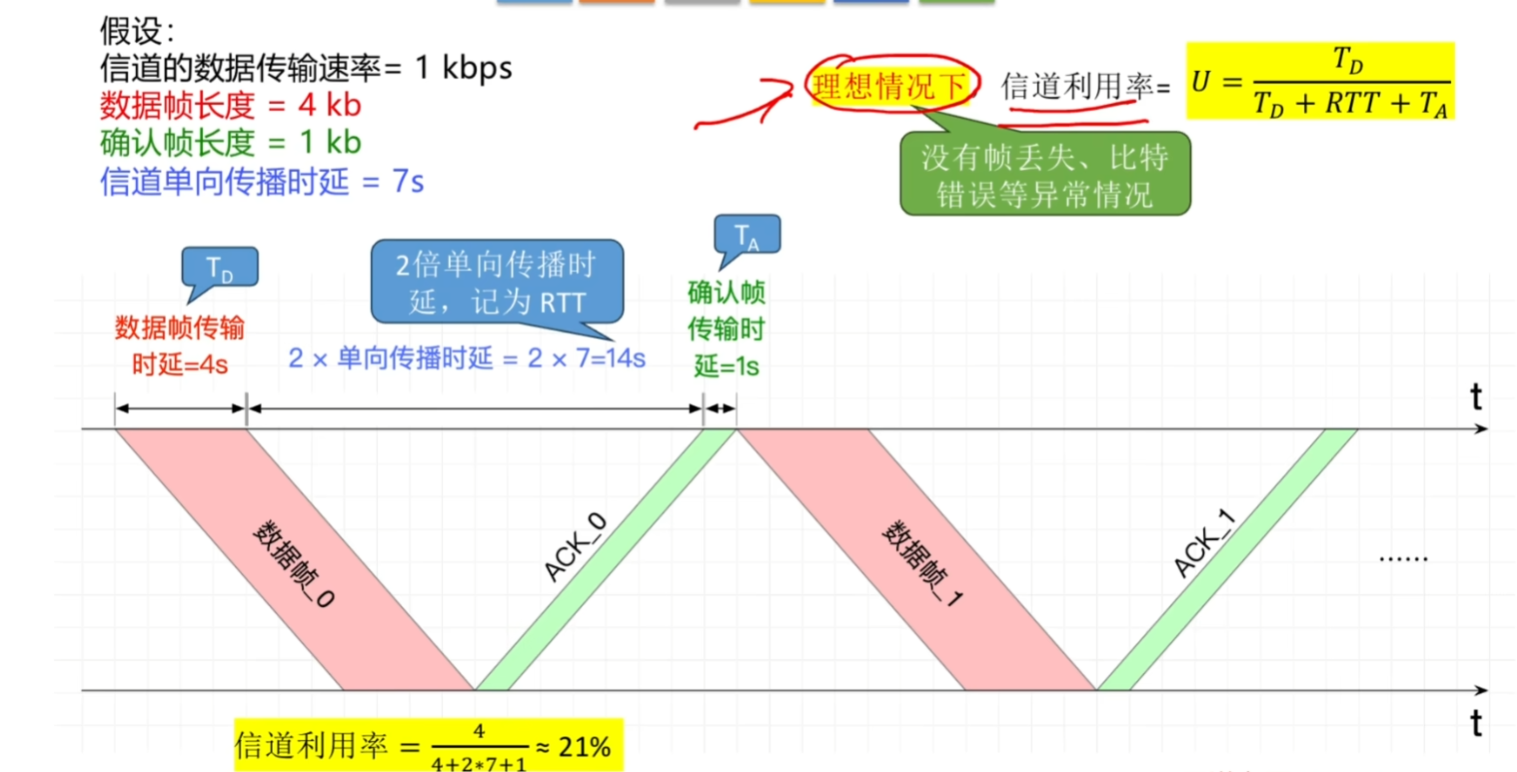 假设：
信道的数据传输速率= 1 kbps
数据帧长度 = 4 kb
确认帧长度 = 1 kb
信道单向传播时延 = 7s
理想情况下 信道利用率= U = T_D / (T_D + RTT + T_A)
没有帧丢失、比特
错误等异常情况
T_D
2倍单向传播时
延，记为 RTT
T_A
数据帧传输
时延=4s
2 × 单向传播时延 = 2 × 7=14s
确认帧
传输时
延=1s
t
数据帧_0
ACK_0
数据帧_1
ACK_1
......
t
信道利用率 = 4 / (4+2*7+1) ≈ 21%